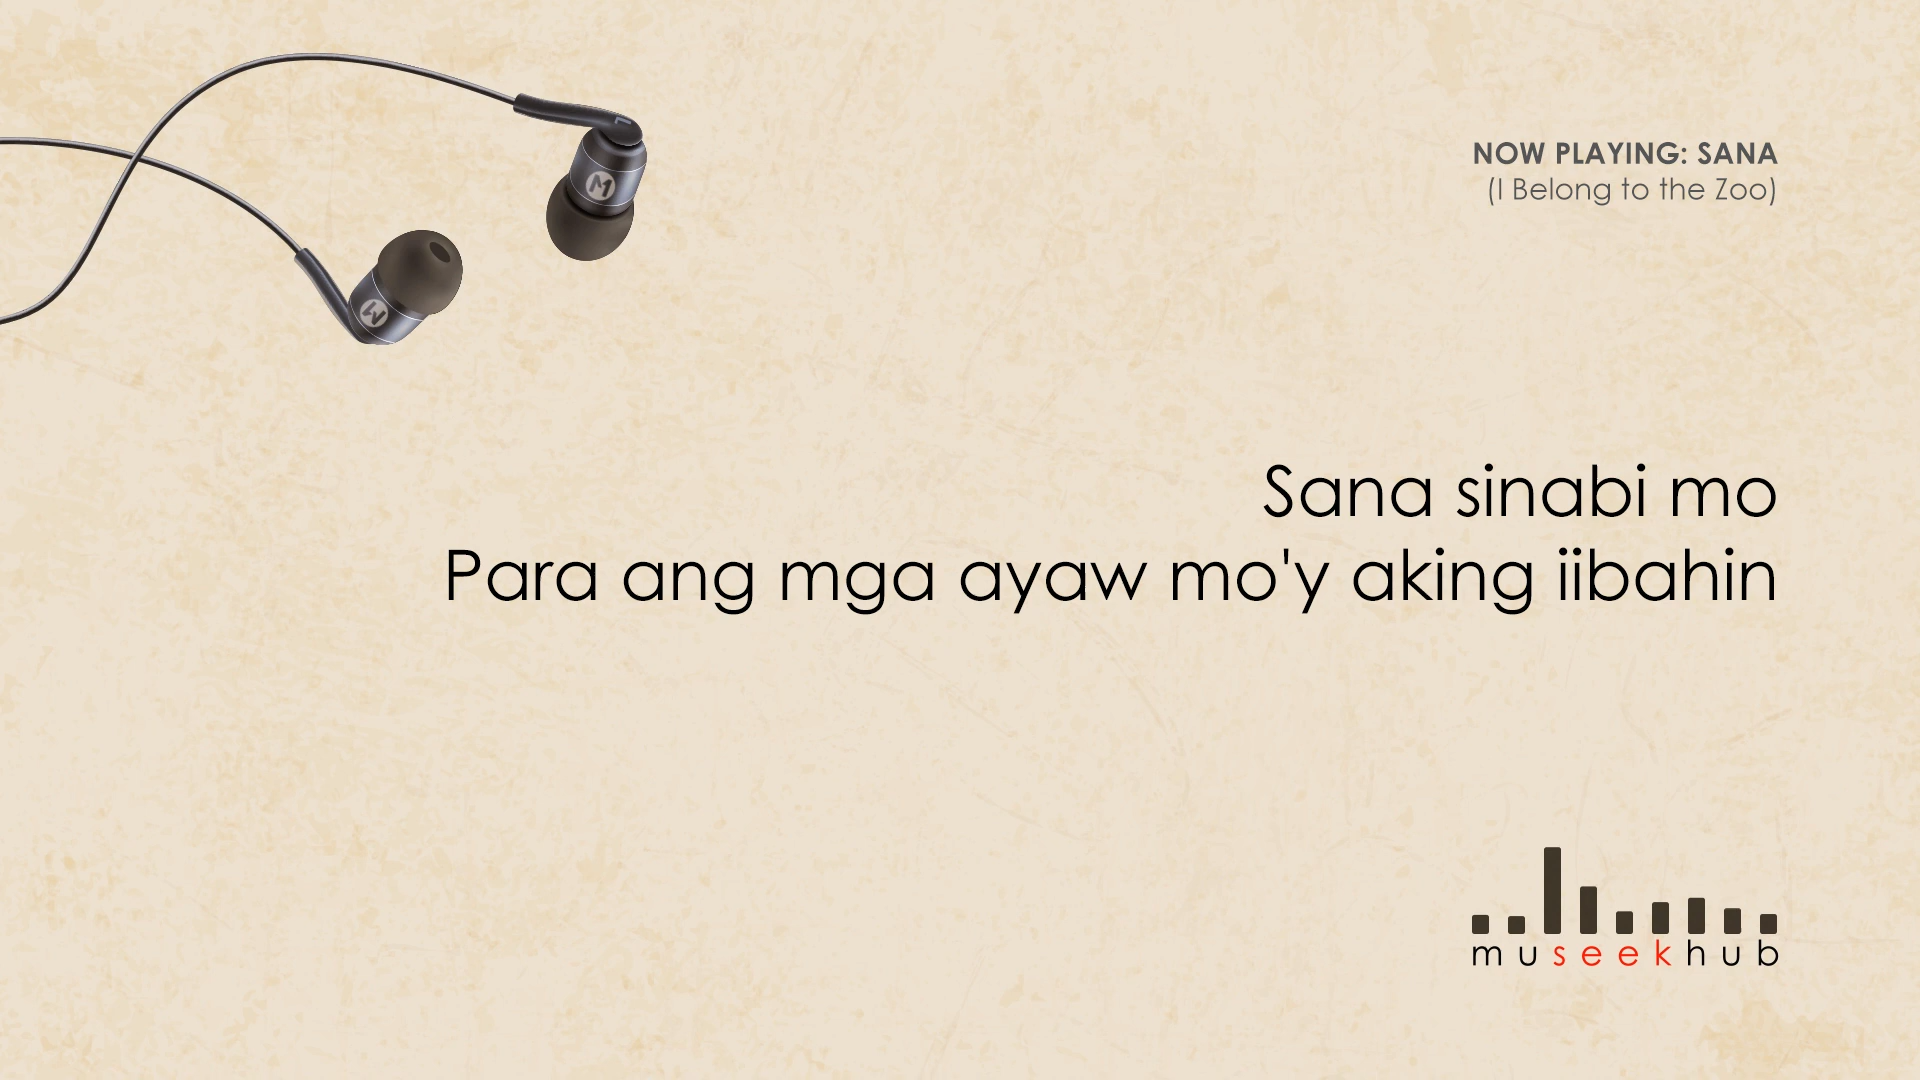 NOW PLAYING: SANA
(I Belong to the Zoo)
Sana sinabi mo
Para ang mga ayaw mo'y aking iibahin
museekhub
L
M
M